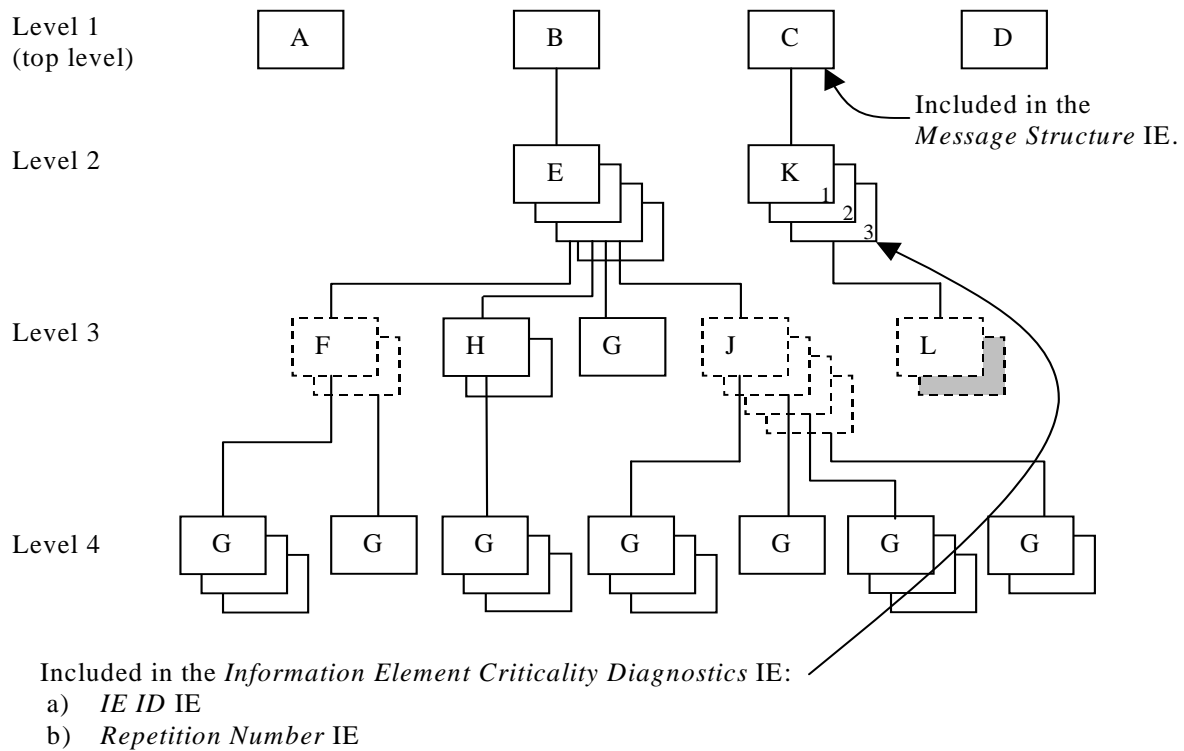 Level 1
(top level)
A
B
C
D
Included in the
Message Structure IE.
Level 2
E
K
1
2
3
Level 3
F
H
G
J
L
Level 4
G
G
G
G
G
G
G
Included in the Information Element Criticality Diagnostics IE:
a) IE ID IE
b) Repetition Number IE